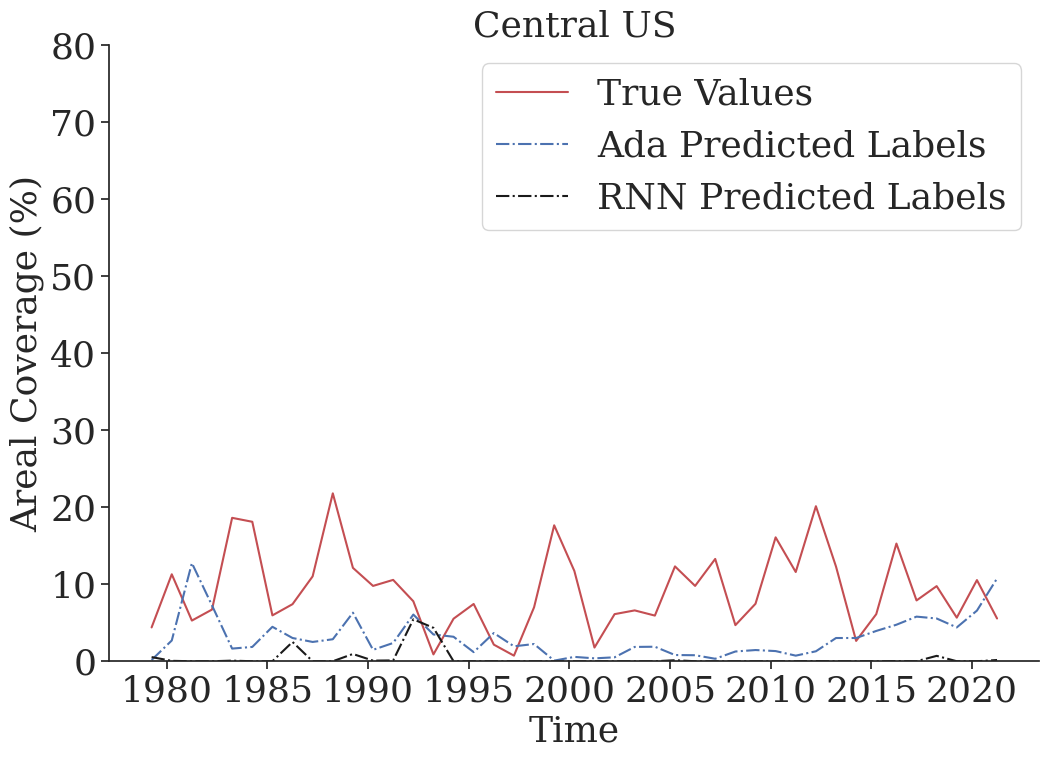 Central US
True Values
Ada Predicted Labels
RNN Predicted Labels
Areal Coverage (%)
80
70
60
50
40
30
20
10
0
1980 1985 1990 1995 2000 2005 2010 2015 2020
Time